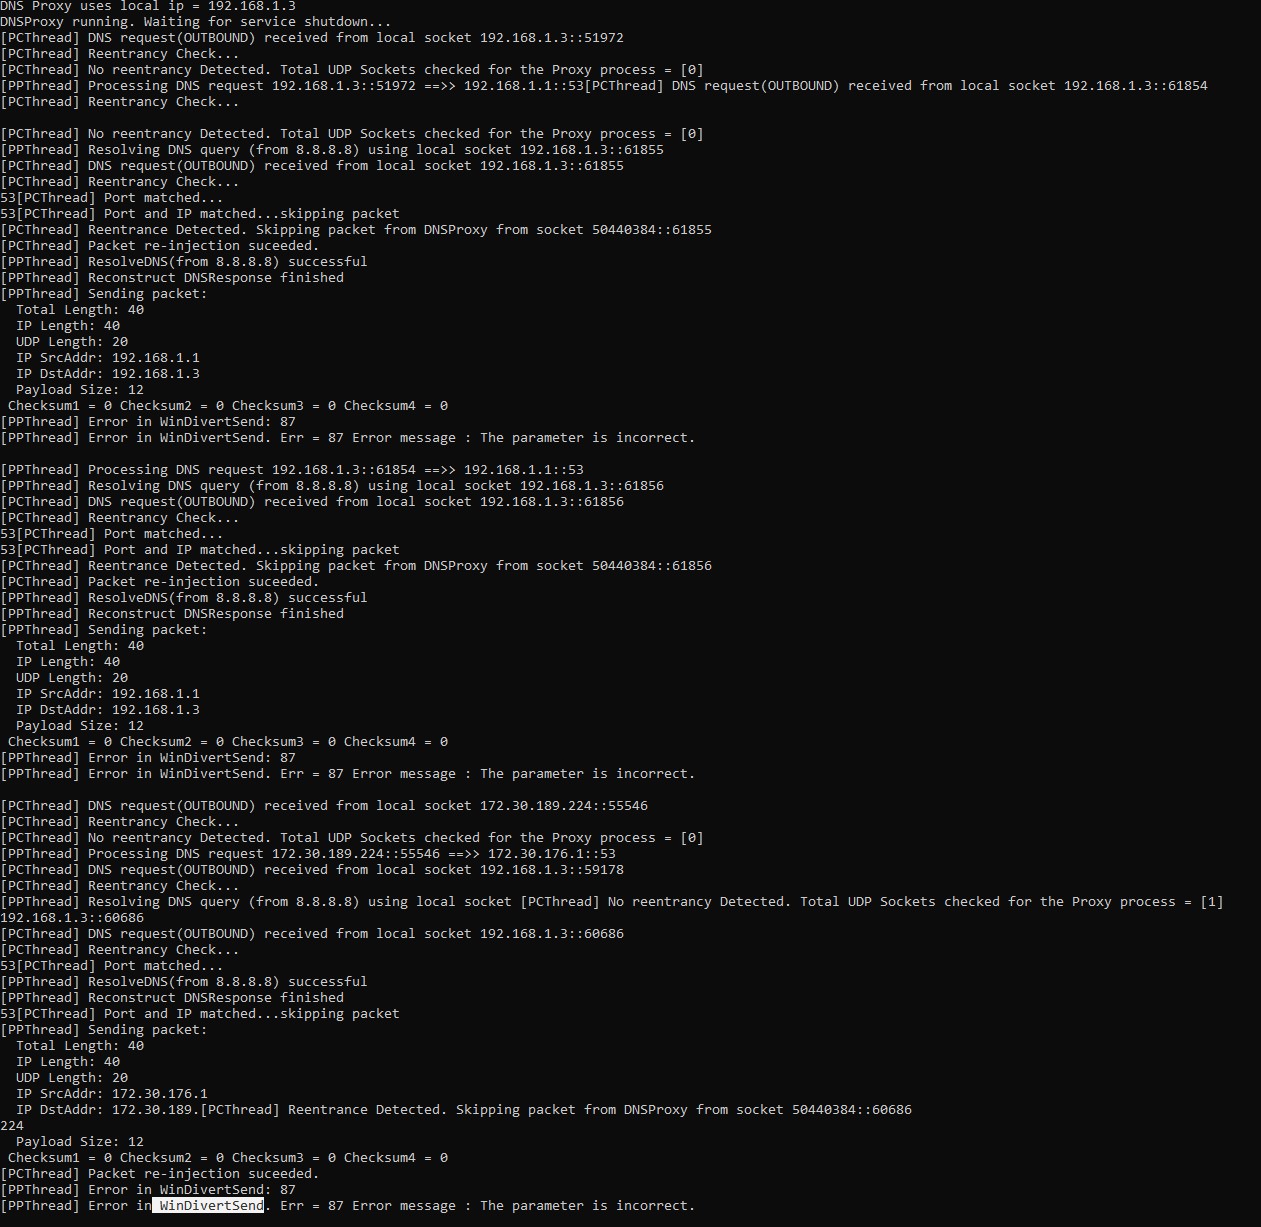 DNS Proxy uses local ip = 192.168.1.3
DNSProxy running. Waiting for service shutdown...
[PCThread] DNS request(OUTBOUND) received from local socket 192.168.1.3::51972
[PCThread] Reentrancy Check...
[PCThread] No reentrancy Detected. Total UDP Sockets checked for the Proxy process = [0]
[PPThread] Processing DNS request 192.168.1.3::51972 ==>> 192.168.1.1::53[PCThread] DNS request(OUTBOUND) received from local socket 192.168.1.3::61854
[PCThread] Reentrancy Check...

[PCThread] No reentrancy Detected. Total UDP Sockets checked for the Proxy process = [0]
[PPThread] Resolving DNS query (from 8.8.8.8) using local socket 192.168.1.3::61855
[PCThread] DNS request(OUTBOUND) received from local socket 192.168.1.3::61855
[PCThread] Reentrancy Check...
53[PCThread] Port matched...
53[PCThread] Port and IP matched...skipping packet
[PCThread] Reentrance Detected. Skipping packet from DNSProxy from socket 50440384::61855
[PCThread] Packet re-injection suceeded.
[PPThread] ResolveDNS(from 8.8.8.8) successful
[PPThread] Reconstruct DNSResponse finished
[PPThread] Sending packet:
  Total Length: 40
  IP Length: 40
  UDP Length: 20
  IP SrcAddr: 192.168.1.1
  IP DstAddr: 192.168.1.3
  Payload Size: 12
 Checksum1 = 0 Checksum2 = 0 Checksum3 = 0 Checksum4 = 0
[PPThread] Error in WinDivertSend: 87
[PPThread] Error in WinDivertSend. Err = 87 Error message : The parameter is incorrect.

[PPThread] Processing DNS request 192.168.1.3::61854 ==>> 192.168.1.1::53
[PPThread] Resolving DNS query (from 8.8.8.8) using local socket 192.168.1.3::61856
[PCThread] DNS request(OUTBOUND) received from local socket 192.168.1.3::61856
[PCThread] Reentrancy Check...
53[PCThread] Port matched...
53[PCThread] Port and IP matched...skipping packet
[PCThread] Reentrance Detected. Skipping packet from DNSProxy from socket 50440384::61856
[PCThread] Packet re-injection suceeded.
[PPThread] ResolveDNS(from 8.8.8.8) successful
[PPThread] Reconstruct DNSResponse finished
[PPThread] Sending packet:
  Total Length: 40
  IP Length: 40
  UDP Length: 20
  IP SrcAddr: 192.168.1.1
  IP DstAddr: 192.168.1.3
  Payload Size: 12
 Checksum1 = 0 Checksum2 = 0 Checksum3 = 0 Checksum4 = 0
[PPThread] Error in WinDivertSend: 87
[PPThread] Error in WinDivertSend. Err = 87 Error message : The parameter is incorrect.

[PCThread] DNS request(OUTBOUND) received from local socket 172.30.189.224::55546
[PCThread] Reentrancy Check...
[PCThread] No reentrancy Detected. Total UDP Sockets checked for the Proxy process = [0]
[PPThread] Processing DNS request 172.30.189.224::55546 ==>> 172.30.176.1::53
[PCThread] DNS request(OUTBOUND) received from local socket 192.168.1.3::59178
[PCThread] Reentrancy Check...
[PPThread] Resolving DNS query (from 8.8.8.8) using local socket [PCThread] No reentrancy Detected. Total UDP Sockets checked for the Proxy process = [1]
192.168.1.3::60686
[PCThread] DNS request(OUTBOUND) received from local socket 192.168.1.3::60686
[PCThread] Reentrancy Check...
53[PCThread] Port matched...
[PPThread] ResolveDNS(from 8.8.8.8) successful
[PPThread] Reconstruct DNSResponse finished
53[PCThread] Port and IP matched...skipping packet
[PPThread] Sending packet:
  Total Length: 40
  IP Length: 40
  UDP Length: 20
  IP SrcAddr: 172.30.176.1
  IP DstAddr: 172.30.189.[PCThread] Reentrance Detected. Skipping packet from DNSProxy from socket 50440384::60686
224
  Payload Size: 12
 Checksum1 = 0 Checksum2 = 0 Checksum3 = 0 Checksum4 = 0
[PCThread] Packet re-injection suceeded.
[PPThread] Error in WinDivertSend: 87
[PPThread] Error in WinDivertSend. Err = 87 Error message : The parameter is incorrect.